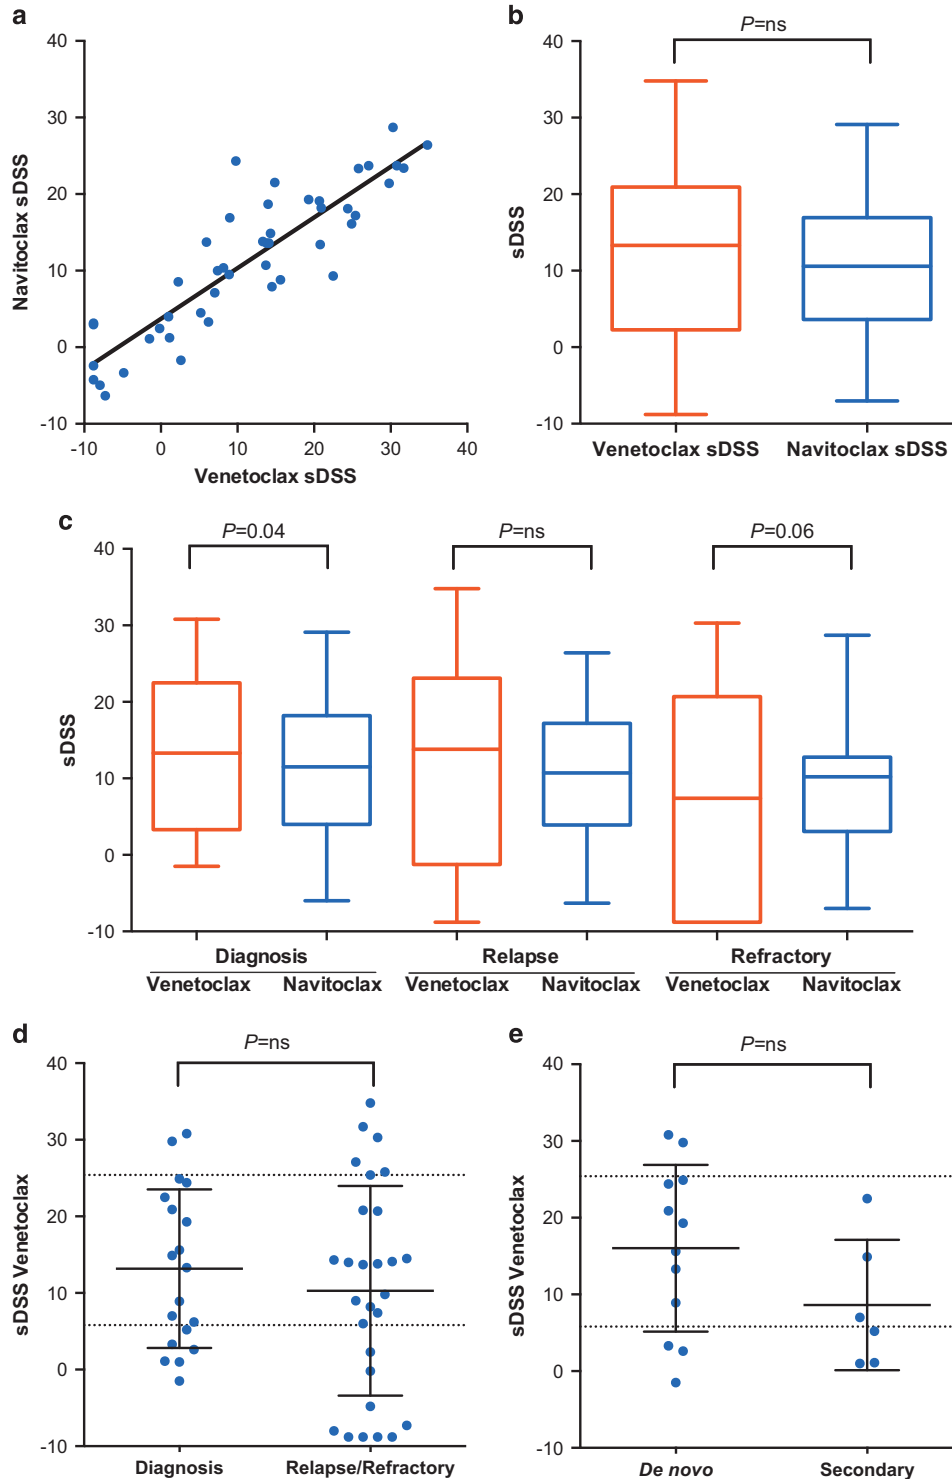 a
40
30
20
10
0
-10
Navitoclax sDSS
-10 0 10 20 30 40
Venetoclax sDSS
b
P=ns
40
30
20
10
0
-10
sDSS
Venetoclax sDSS Navitoclax sDSS
c
P=0.04 P=ns P=0.06
40
30
20
10
0
-10
sDSS
Diagnosis Relapse Refractory
Venetoclax Navitoclax Venetoclax Navitoclax Venetoclax Navitoclax
d
P=ns
40
30
20
10
0
-10
sDSS Venetoclax
Diagnosis Relapse/Refractory
e
P=ns
40
30
20
10
0
-10
sDSS Venetoclax
De novo Secondary